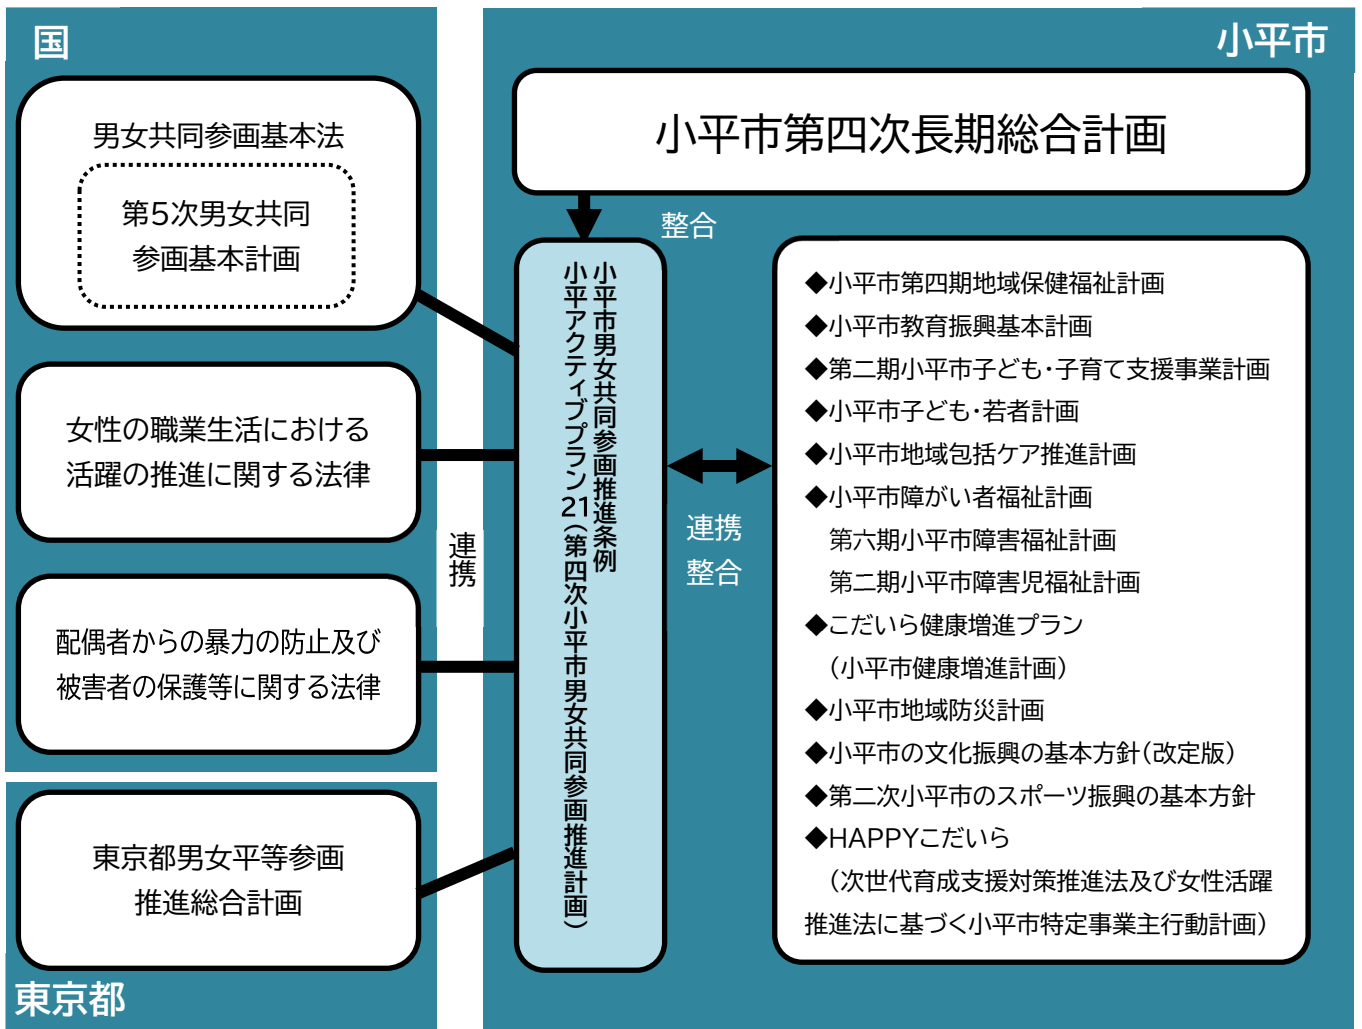 国
男女共同参画基本法
第5次男女共同
参画基本計画
女性の職業生活における
活躍の推進に関する法律
配偶者からの暴力の防止及び
被害者の保護等に関する法律
東京都男女平等参画
推進総合計画
東京都
連携
小平市
小平市第四次長期総合計画
整合
小平市男女共同参画推進条例
小平アクティブプラン21(第四次小平市男女共同参画推進計画)
連携
整合
◆小平市第四期地域保健福祉計画
◆小平市教育振興基本計画
◆第二期小平市子ども・子育て支援事業計画
◆小平市子ども・若者計画
◆小平市地域包括ケア推進計画
◆小平市障がい者福祉計画
第六期小平市障害福祉計画
第二期小平市障害児福祉計画
◆こだいら健康増進プラン
(小平市健康増進計画)
◆小平市地域防災計画
◆小平市の文化振興の基本方針(改定版)
◆第二次小平市のスポーツ振興の基本方針
◆HAPPYこだいら
(次世代育成支援対策推進法及び女性活躍
推進法に基づく小平市特定事業主行動計画)